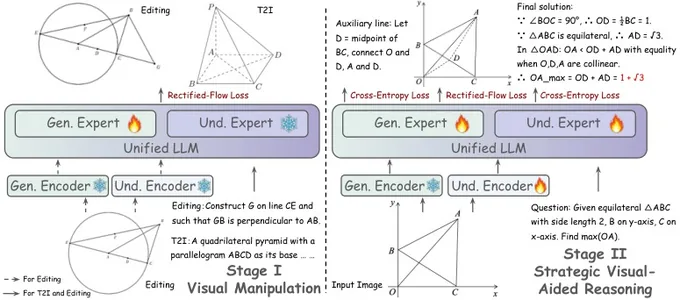 Editing
T2I
P
A
D
B
C
Rectified-Flow Loss
Gen. Expert
Und. Expert
Unified LLM
Gen. Encoder
Und. Encoder
Editing:Construct G on line CE and
such that GB is perpendicular to AB.
T2I:A quadrilateral pyramid with a
parallelogram ABCD as its base ... ...
For Editing
For T2I and Editing
Editing
Stage I
Visual Manipulation
Auxiliary line: Let
D = midpoint of
BC, connect O and
D, A and D.
y
A
B
D
O
C
x
Final solution:
∵ ∠BOC = 90°, ∴ OD = ½BC = 1.
∵ △ABC is equilateral, ∴ AD = √3.
In △OAD: OA < OD + AD with equality
when O,D,A are collinear.
∴ OA_max = OD + AD = 1 + √3
Cross-Entropy Loss
Rectified-Flow Loss
Cross-Entropy Loss
Gen. Expert
Und. Expert
Unified LLM
Gen. Encoder
Und. Encoder
y
A
B
O
C
x
Input Image
Question: Given equilateral △ABC
with side length 2, B on y-axis, C on
x-axis. Find max(OA).
Stage II
Strategic Visual-
Aided Reasoning